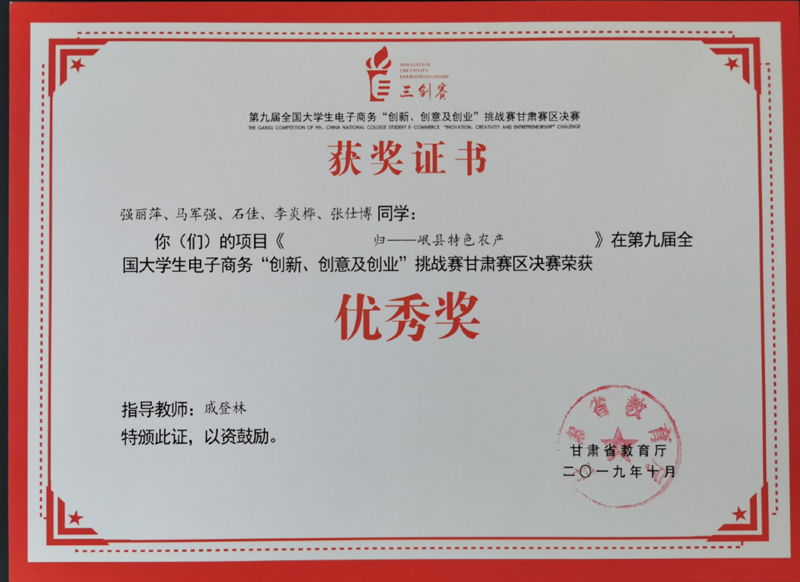 INNOVATION
CREATIVITY
ENTREPRENEURSHIP
三创赛
第九届全国大学生电子商务“创新、创意及创业”挑战赛甘肃赛区决赛
THE GANSU COMPETITION OF 9th, CHINA NATIONAL COLLEGE STUDENT E-COMMERCE "INOVATION, CREATIVITY AND ENTREPRENEURSHIP" CHALENGE
获奖证书
强丽萍、马军强、石佳、李炎桦、张仕博 同学：
你（们）的项目《 归——岷县特色农产 》在第九届全
国大学生电子商务“创新、创意及创业”挑战赛甘肃赛区决赛荣获
优秀奖
指导教师：戚登林
特颁此证，以资鼓励。
甘肃省教育厅
二〇一九年十月